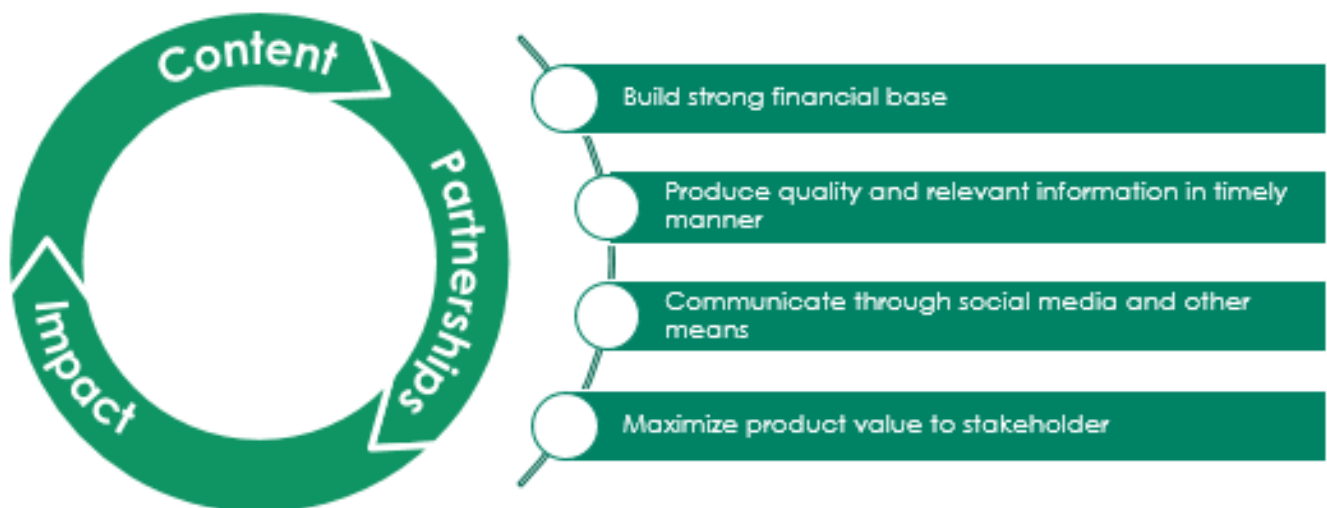 Content
Partnerships
Impact
Build strong financial base
Produce quality and relevant information in timely
manner
Communicate through social media and other
means
Maximize product value to stakeholder